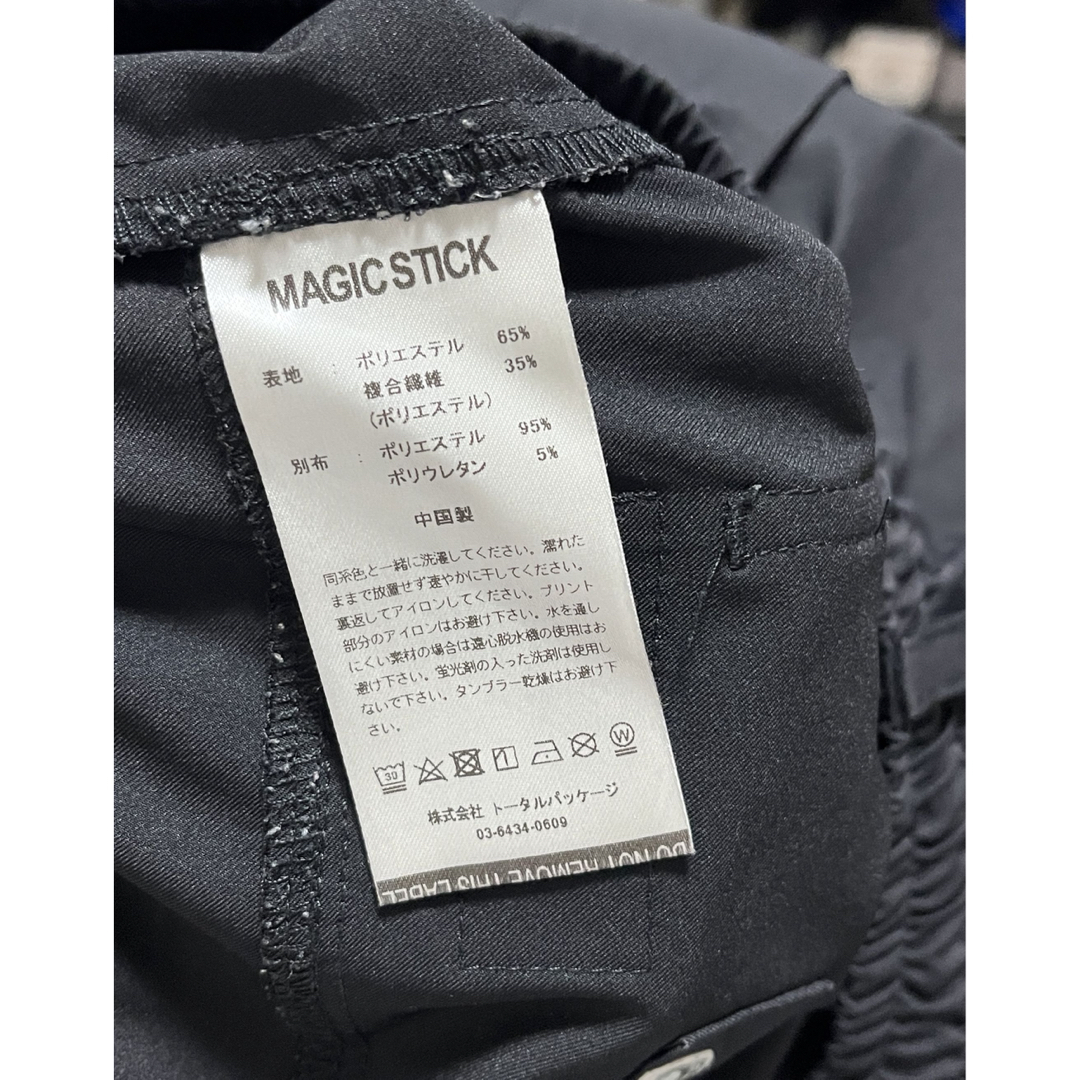 MAGIC STICK
表地 : ポリエステル 65%
複合繊維 35%
(ポリエステル)
別布 : ポリエステル 95%
ポリウレタン 5%
中国製
同系色と一緒に洗濯してください。濡れた
ままで放置せず速やかに干してください。
裏返してアイロンしてください。プリント
部分のアイロンはお避け下さい。水を通し
にくい素材の場合は遠心脱水機の使用はお
避け下さい。蛍光剤の入った洗剤は使用し
ないで下さい。タンブラー乾燥はお避け下
さい。
30 W
株式会社 トータルパッケージ
03-6434-0609
DO NOT REMOVE THIS LABEL